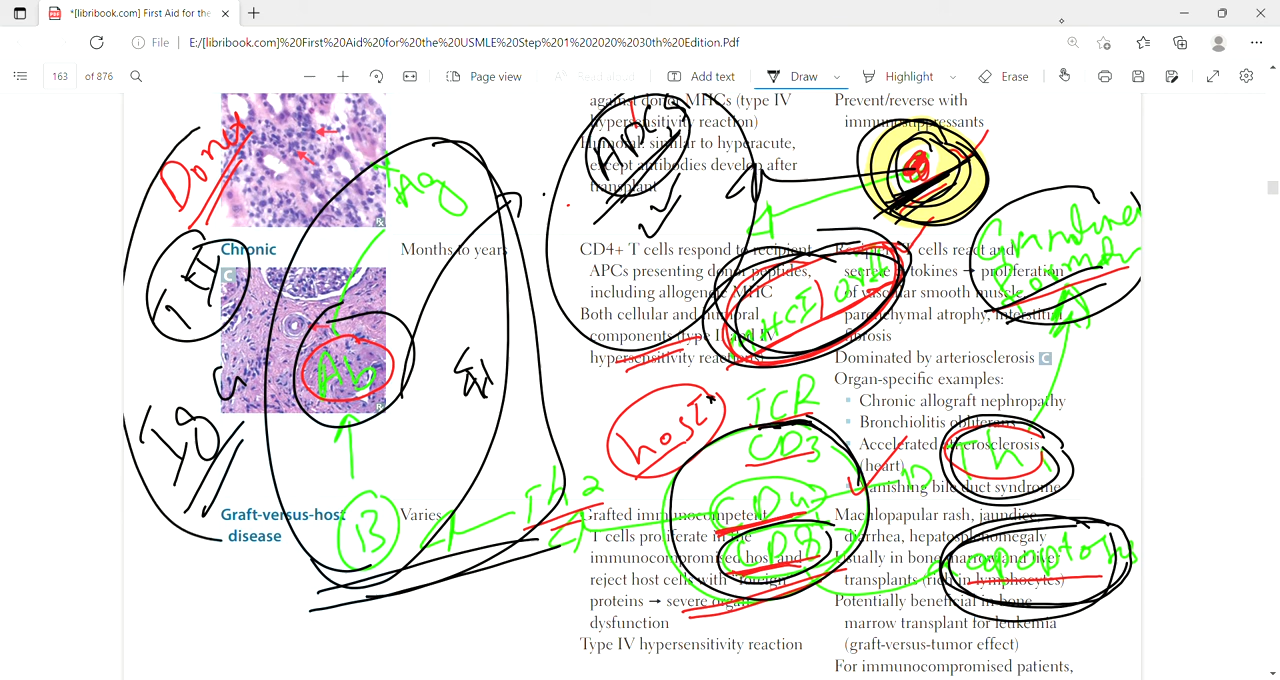 *[libribook.com] First Aid for the
File
E:/[libribook.com]%20First%20Aid%20for%20the%20USMLE%20Step%201%202020%2030th%20Edition.Pdf
163
of 876
Page view
Read aloud
Add text
Draw
Highlight
Erase
against donor MHCs (type IV
hypersensitivity reaction)
Humoral: similar to hyperacute,
except antibodies develop after
transplant
Prevent/reverse with
immunosuppressants
Chronic
Months to years
CD4+ T cells respond to recipient
APCs presenting donor peptides,
including allogeneic MHC
Both cellular and humoral
components (type II and IV
hypersensitivity reactions)
Recipient T cells react and
secrete cytokines → proliferation
of vascular smooth muscle,
parenchymal atrophy, interstitial
fibrosis
Dominated by arteriosclerosis C
Organ-specific examples:
Chronic allograft nephropathy
Bronchiolitis obliterans
Accelerated atherosclerosis
(heart)
Vanishing bile duct syndrome
Graft-versus-host
disease
Varies
Grafted immunocompetent
T cells proliferate in the
immunocompromised host and
reject host cells with "foreign"
proteins → severe organ
dysfunction
Type IV hypersensitivity reaction
Maculopapular rash, jaundice,
diarrhea, hepatosplenomegaly
Usually in bone marrow and liver
transplants (rich in lymphocytes)
Potentially beneficial in bone
marrow transplant for leukemia
(graft-versus-tumor effect)
For immunocompromised patients,
C
Ag
Ab
B
Th2
APCs
MHC I / or II
host
TCR
CD3
CD4
CD8
Th1
apoptosis